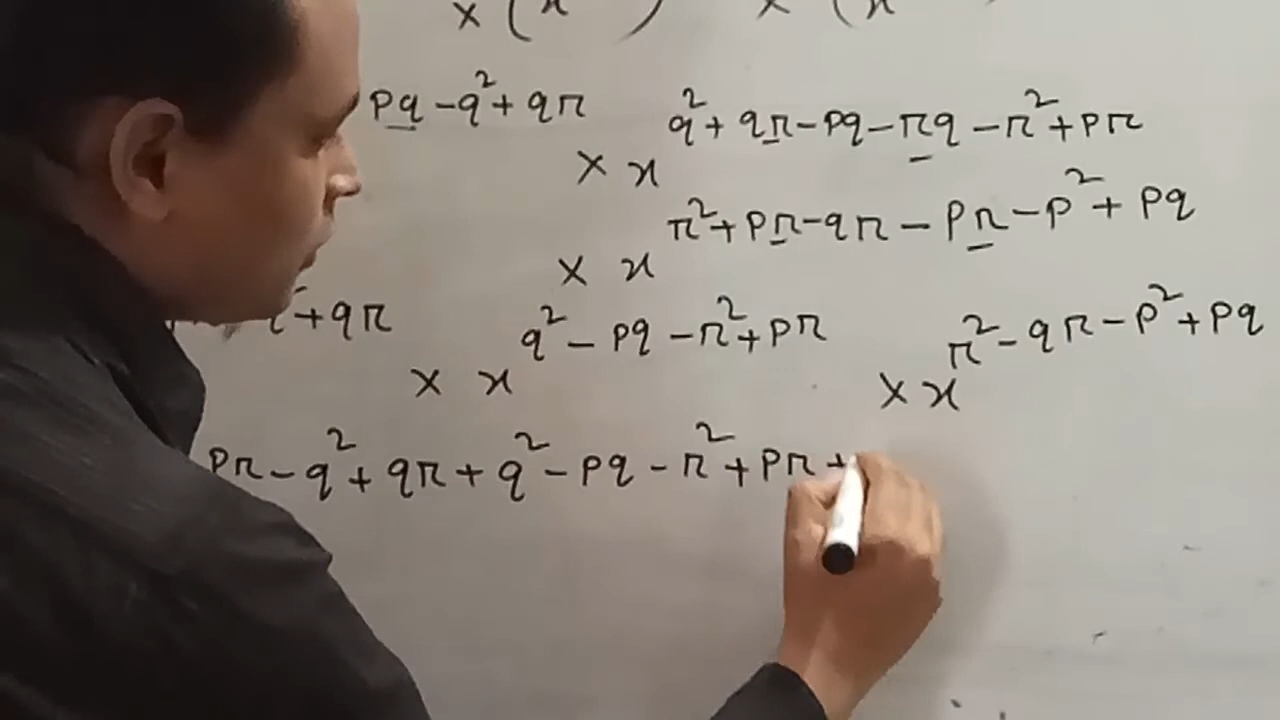 × (x ) × (x
pq - q² + qr
q² + qr - pq - rq - r² + pr
× x
r² + pr - qr - pr - p² + pq
× x
+ qr
q² - pq - r² + pr
r² - qr - p² + pq
× x
× x
pr - q² + qr + q² - pq - r² + pr +